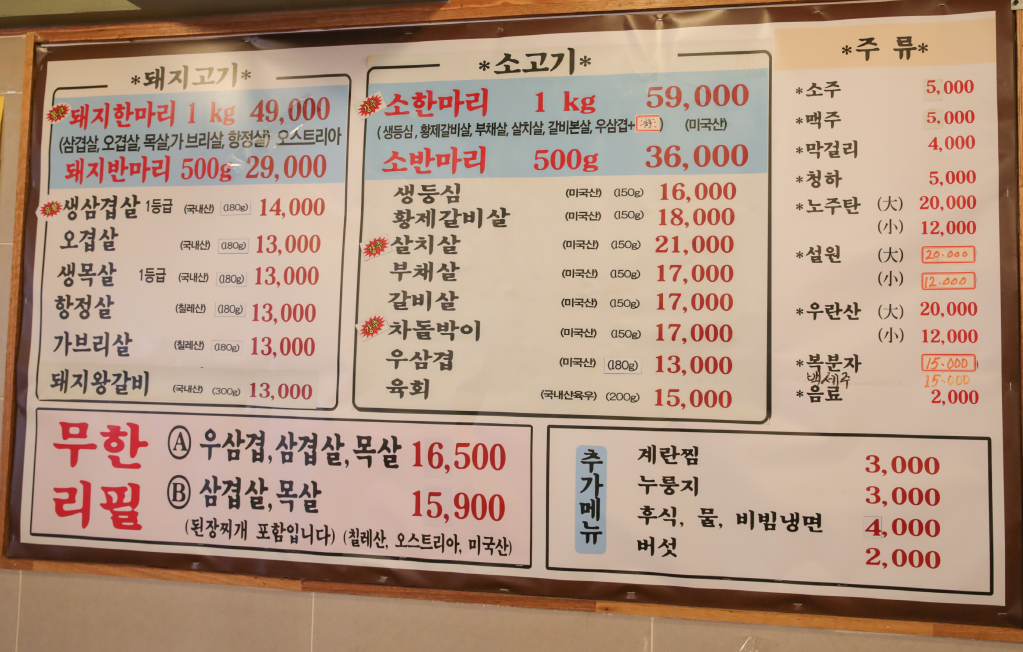 *돼지고기*
돼지한마리 1 kg 49,000
(삼겹살, 오겹살, 목살,가 브리살, 항정살) 오스트리아
돼지반마리 500g 29,000
생삼겹살 1등급 (국내산) (180g) 14,000
오겹살 (국내산) (180g) 13,000
생목살 1등급 (국내산) (180g) 13,000
항정살 (칠레산) (180g) 13,000
가브리살 (칠레산) (180g) 13,000
돼지왕갈비 (국내산) (300g) 13,000
*소고기*
소한마리 1 kg 59,000
(생등심, 황제갈비살, 부채살, 살치살, 갈비본살, 우삼겹+) (미국산)
소반마리 500g 36,000
생등심 (미국산) (150g) 16,000
황제갈비살 (미국산) (150g) 18,000
살치살 (미국산) (150g) 21,000
부채살 (미국산) (150g) 17,000
갈비살 (미국산) (150g) 17,000
차돌박이 (미국산) (150g) 17,000
우삼겹 (미국산) (180g) 13,000
육회 (국내산육우) (200g) 15,000
*주 류*
*소주 5,000
*맥주 5,000
*막걸리 4,000
*청하 5,000
*노주탄 (大) 20,000
(小) 12,000
*설원 (大) 20.000
(小) 12.000
*우란산 (大) 20,000
(小) 12,000
*복분자 15.000
백세주 15.000
*음료 2,000
무한
리필
Ⓐ 우삼겹,삼겹살,목살 16,500
Ⓑ 삼겹살,목살 15,900
(된장찌개 포함입니다) (칠레산, 오스트리아, 미국산)
추가메뉴
계란찜 3,000
누룽지 3,000
후식, 물, 비빔냉면 4,000
버섯 2,000